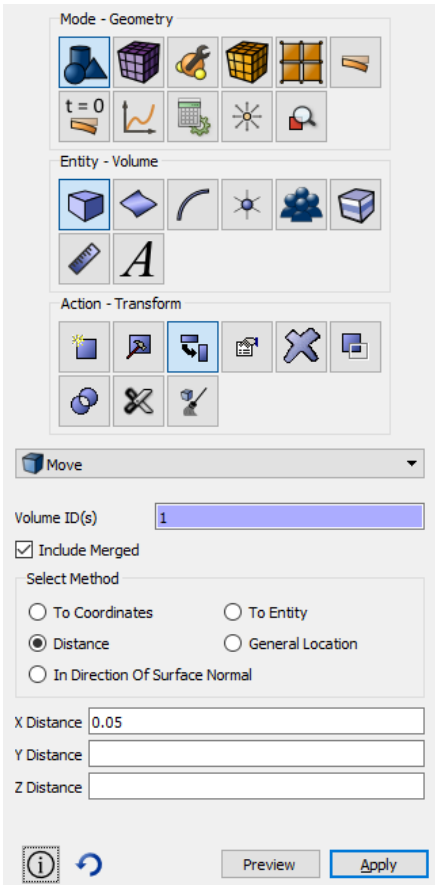 Mode - Geometry
t = 0
Entity - Volume
A
Action - Transform
Move
Volume ID(s) 1
Include Merged
Select Method
To Coordinates To Entity
Distance General Location
In Direction Of Surface Normal
X Distance 0.05
Y Distance
Z Distance
i Preview Apply